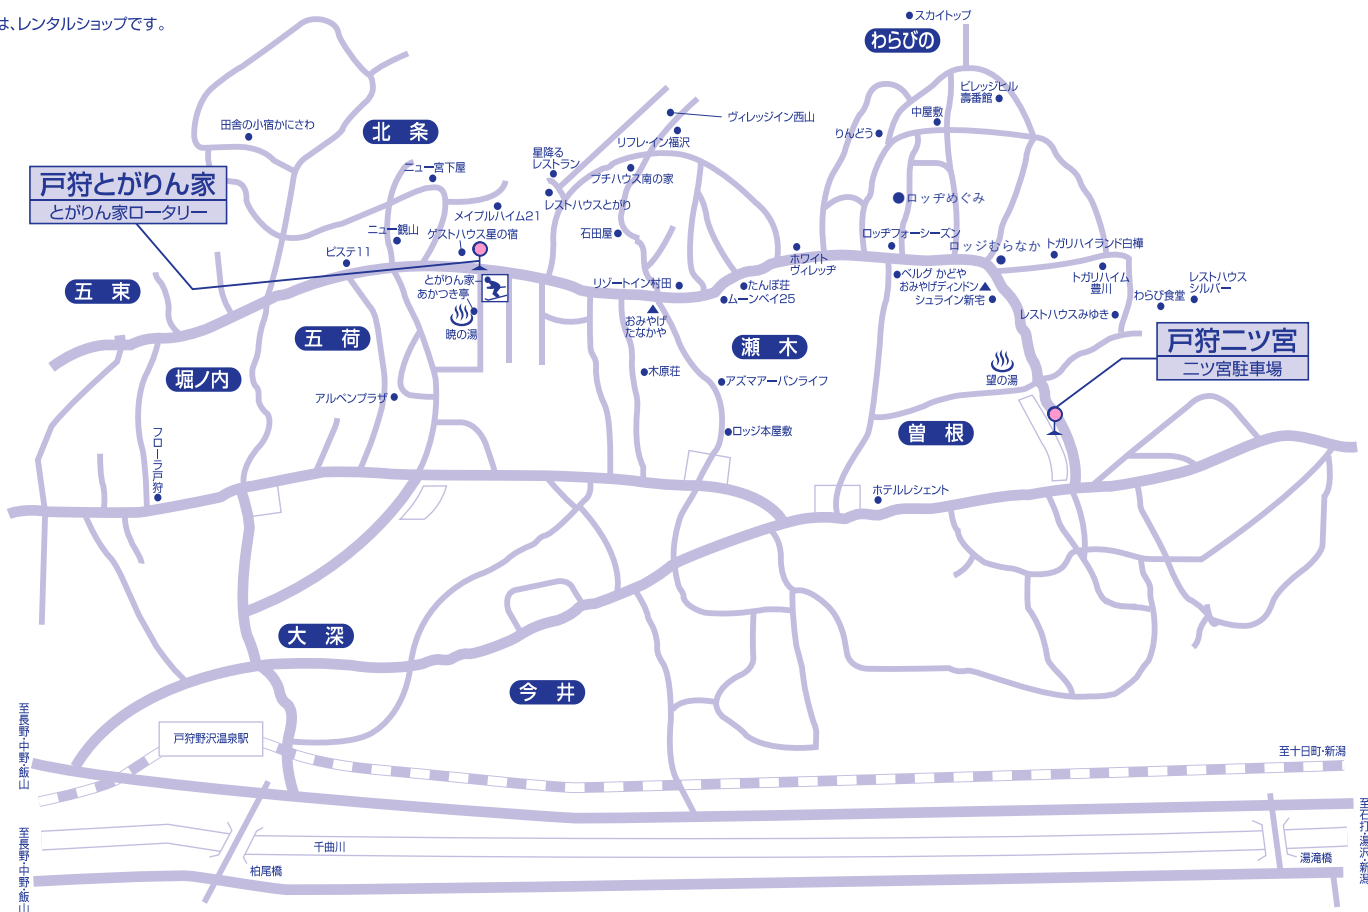 は、レンタルショップです。
スカイトップ
わらびの
ビレッジヒル
壽番館
中屋敷
りんどう
ヴィレッジイン西山
リフレ・イン福沢
田舎の小宿かにさわ
北 条
星降る
レストラン
ニュー宮下屋
プチハウス南の家
戸狩とがりん家
とがりん家ロータリー
レストハウスとがり
メイプルハイム21
ロッヂめぐみ
ニュー観山
ゲストハウス星の宿
石田屋
ロッヂフォーシーズン
ロッジむらなか
トガリハイランド白樺
ピステ11
ホワイト
ヴィレッヂ
とがりん家
あかつき亭
暁の湯
リゾートイン村田
たんぽ荘
ムーンベイ25
ベルグ かどや
おみやげディンドン
シュライン新宅
トガリハイム
豊川
レストハウス
シルバー
わらび食堂
レストハウスみゆき
五 束
おみやげ
たなかや
五 荷
瀬 木
戸狩二ツ宮
二ツ宮駐車場
堀ノ内
木原荘
アズマアーバンライフ
望の湯
アルペンプラザ
フローラ戸狩
ロッジ本屋敷
曽 根
ホテルレシェント
大 深
今 井
至長野・中野・飯山
戸狩野沢温泉駅
至十日町・新潟
至長野・中野・飯山
千曲川
柏尾橋
湯滝橋
至石打・湯沢・新潟